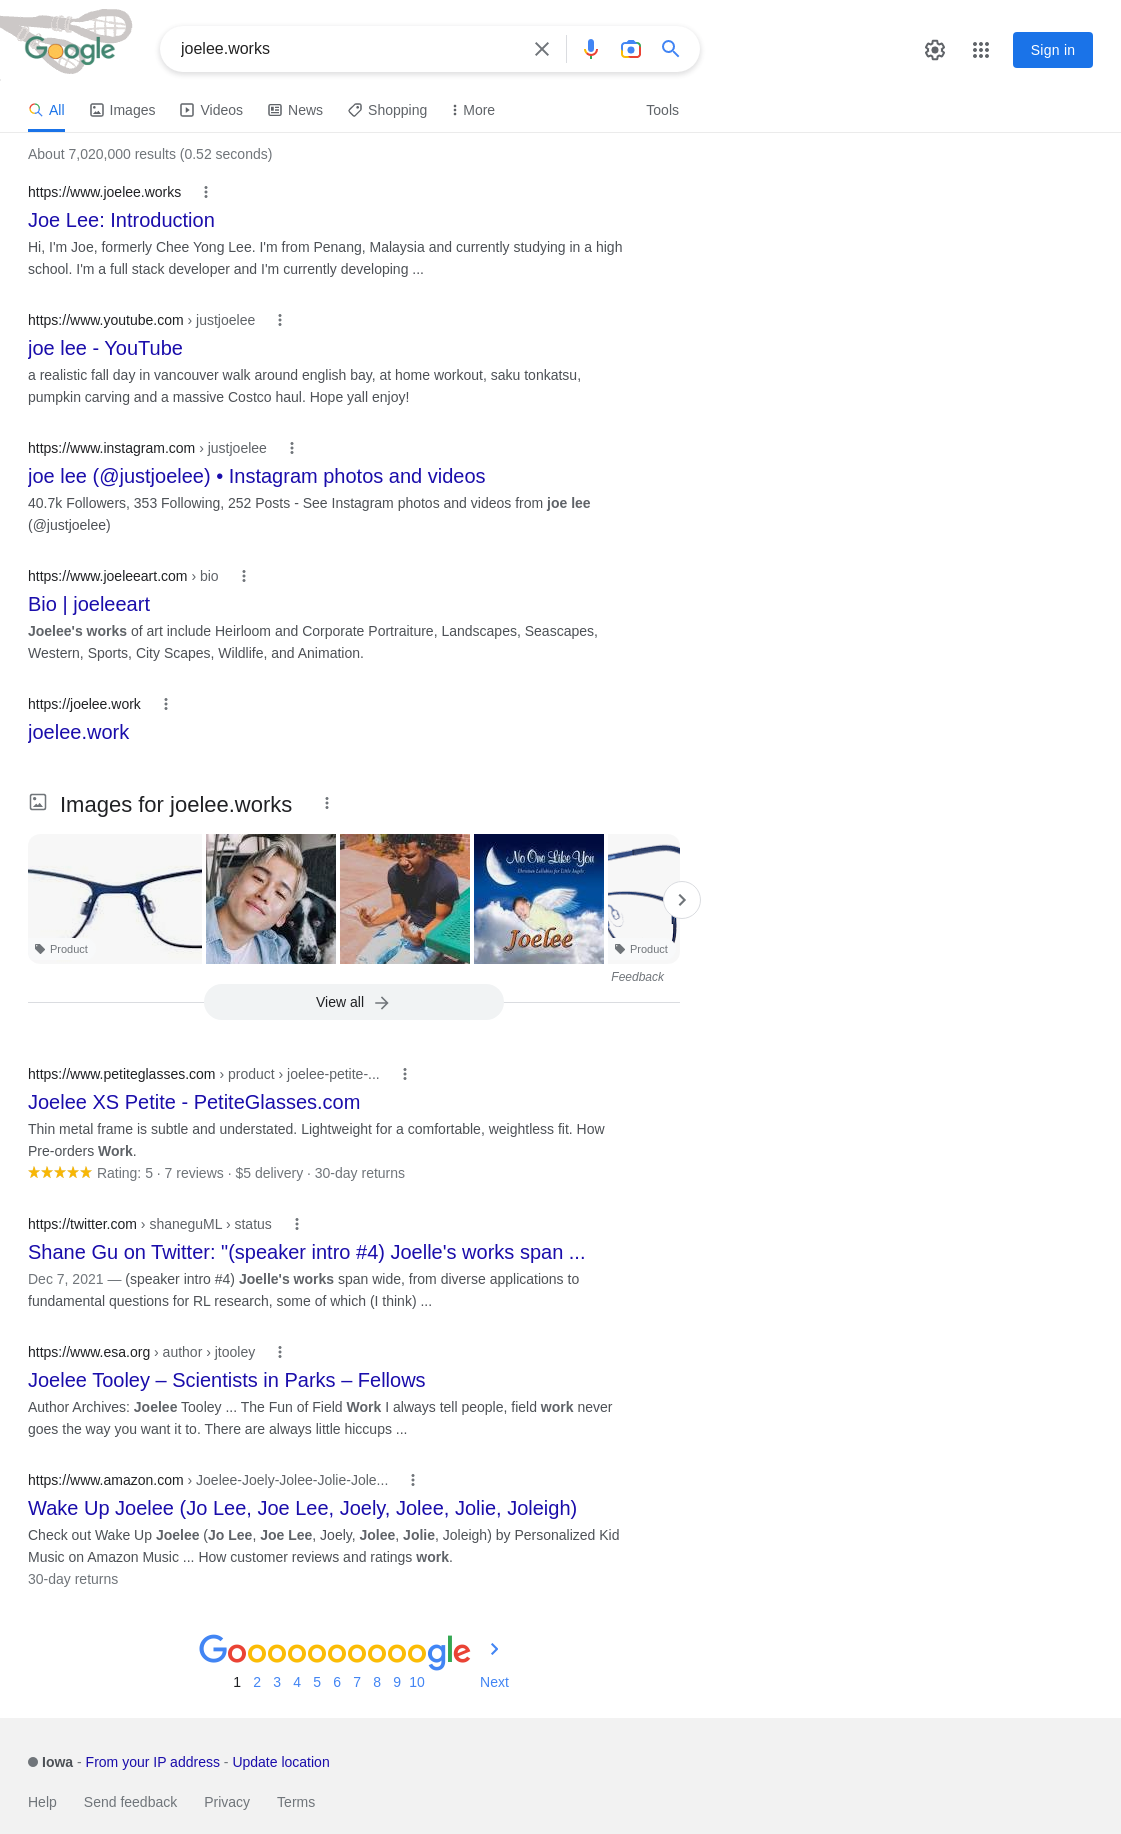 Google
joelee.works
Sign in
All
Images
Videos
News
Shopping
More
Tools
About 7,020,000 results (0.52 seconds)
https://www.joelee.works
Joe Lee: Introduction
Hi, I'm Joe, formerly Chee Yong Lee. I'm from Penang, Malaysia and currently studying in a high
school. I'm a full stack developer and I'm currently developing ...
https://www.youtube.com › justjoelee
joe lee - YouTube
a realistic fall day in vancouver walk around english bay, at home workout, saku tonkatsu,
pumpkin carving and a massive Costco haul. Hope yall enjoy!
https://www.instagram.com › justjoelee
joe lee (@justjoelee) • Instagram photos and videos
40.7k Followers, 353 Following, 252 Posts - See Instagram photos and videos from joe lee
(@justjoelee)
https://www.joeleeart.com › bio
Bio | joeleeart
Joelee's works of art include Heirloom and Corporate Portraiture, Landscapes, Seascapes,
Western, Sports, City Scapes, Wildlife, and Animation.
https://joelee.work
joelee.work
Images for joelee.works
No One Like You
Christian Lullabies for Little Angels
Joelee
Product
Product
Feedback
View all
https://www.petiteglasses.com › product › joelee-petite-...
Joelee XS Petite - PetiteGlasses.com
Thin metal frame is subtle and understated. Lightweight for a comfortable, weightless fit. How
Pre-orders Work.
Rating: 5 · 7 reviews · $5 delivery · 30-day returns
https://twitter.com › shaneguML › status
Shane Gu on Twitter: "(speaker intro #4) Joelle's works span ...
Dec 7, 2021 — (speaker intro #4) Joelle's works span wide, from diverse applications to
fundamental questions for RL research, some of which (I think) ...
https://www.esa.org › author › jtooley
Joelee Tooley – Scientists in Parks – Fellows
Author Archives: Joelee Tooley ... The Fun of Field Work I always tell people, field work never
goes the way you want it to. There are always little hiccups ...
https://www.amazon.com › Joelee-Joely-Jolee-Jolie-Jole...
Wake Up Joelee (Jo Lee, Joe Lee, Joely, Jolee, Jolie, Joleigh)
Check out Wake Up Joelee (Jo Lee, Joe Lee, Joely, Jolee, Jolie, Joleigh) by Personalized Kid
Music on Amazon Music ... How customer reviews and ratings work.
30-day returns
Goooooooooogle
1 2 3 4 5 6 7 8 9 10 Next
Iowa - From your IP address - Update location
Help Send feedback Privacy Terms